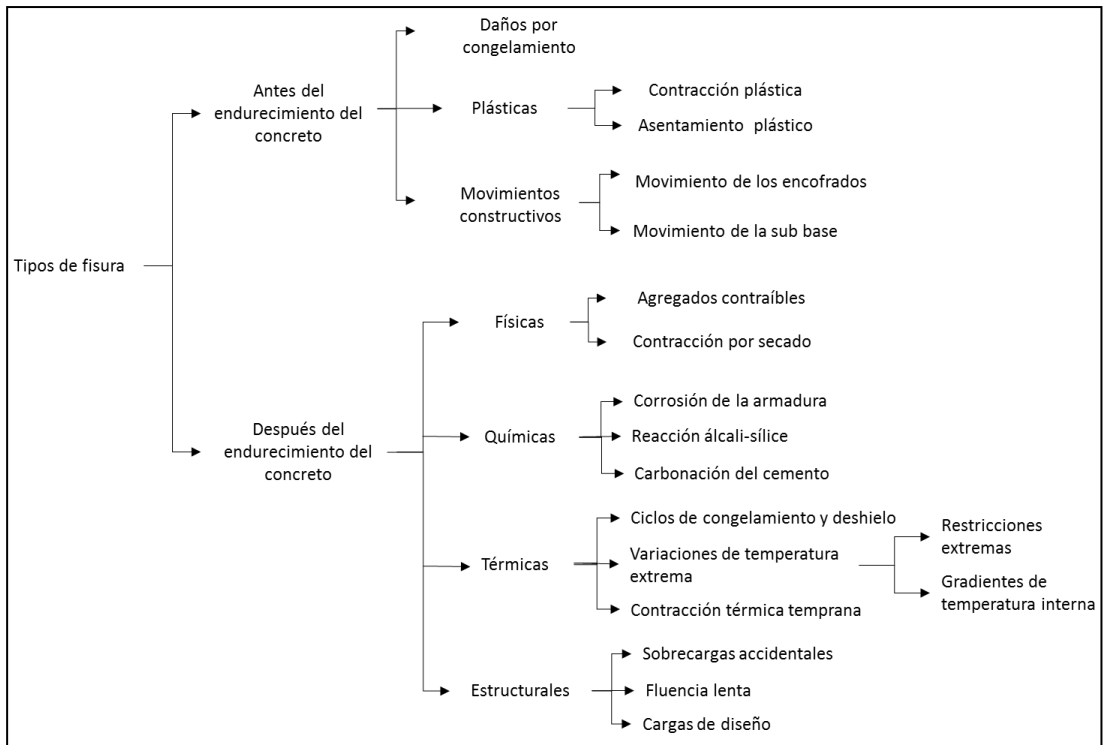 Tipos de fisura
Antes del
endurecimiento del
concreto
Daños por
congelamiento
Plásticas
Contracción plástica
Asentamiento plástico
Movimientos
constructivos
Movimiento de los encofrados
Movimiento de la sub base
Después del
endurecimiento del
concreto
Físicas
Agregados contraíbles
Contracción por secado
Químicas
Corrosión de la armadura
Reacción álcali-sílice
Carbonación del cemento
Térmicas
Ciclos de congelamiento y deshielo
Variaciones de temperatura
extrema
Restricciones
extremas
Gradientes de
temperatura interna
Contracción térmica temprana
Estructurales
Sobrecargas accidentales
Fluencia lenta
Cargas de diseño